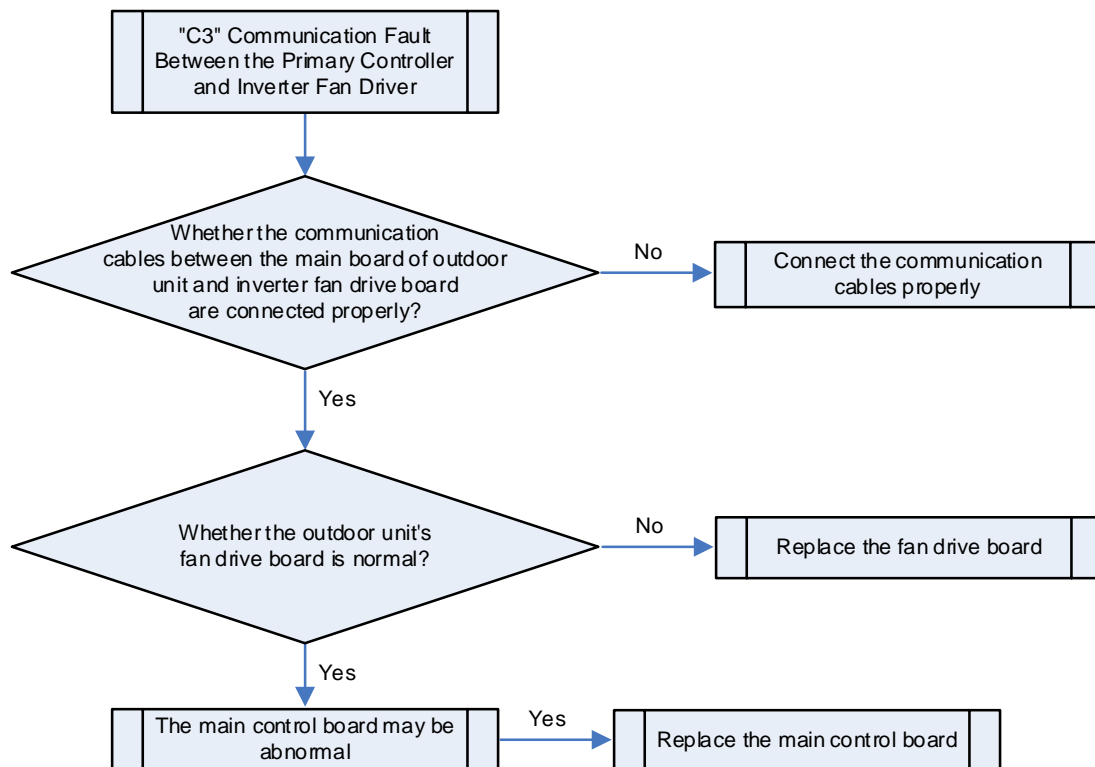 "C3" Communication Fault
Between the Primary Controller
and Inverter Fan Driver
Whether the communication
cables between the main board of outdoor
unit and inverter fan drive board
are connected properly?
No
Connect the communication
cables properly
Yes
Whether the outdoor unit's
fan drive board is normal?
No
Replace the fan drive board
Yes
The main control board may be
abnormal
Yes
Replace the main control board